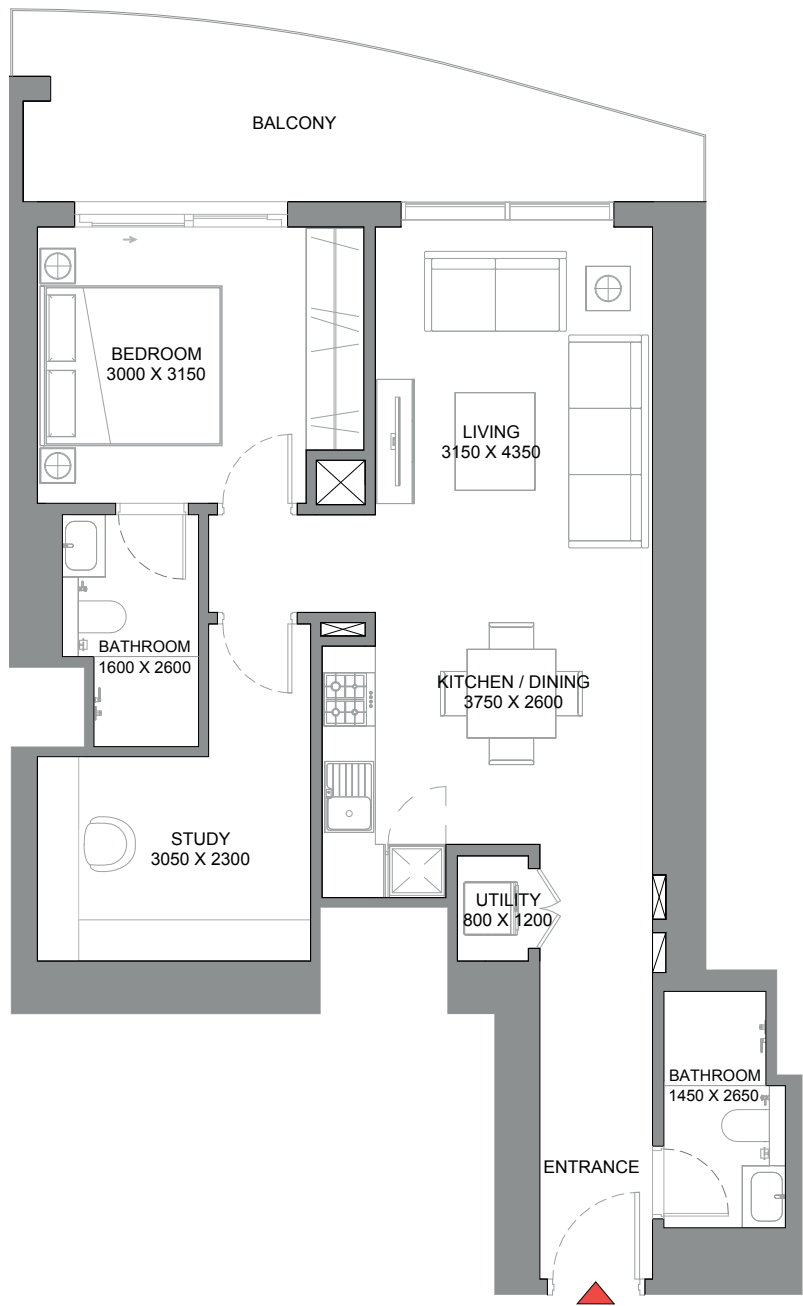 BALCONY
BEDROOM
3000 X 3150
LIVING
3150 X 4350
BATHROOM
1600 X 2600
KITCHEN / DINING
3750 X 2600
STUDY
3050 X 2300
UTILITY
800 X 1200
BATHROOM
1450 X 2650
ENTRANCE